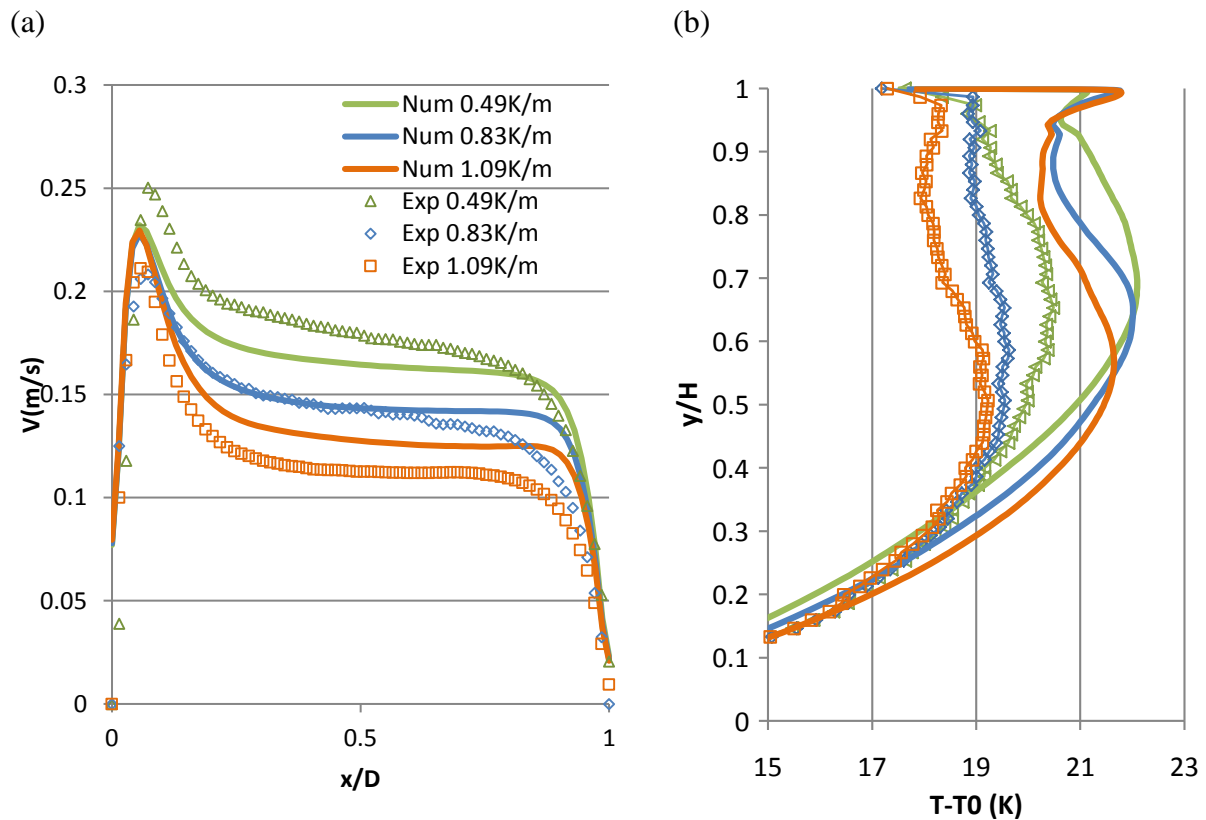 (a)
0.3
0.25
0.2
0.15
0.1
0.05
0
V(m/s)
0
0.5
1
x/D
Num 0.49K/m
Num 0.83K/m
Num 1.09K/m
Exp 0.49K/m
Exp 0.83K/m
Exp 1.09K/m
(b)
1
0.9
0.8
0.7
0.6
0.5
0.4
0.3
0.2
0.1
0
y/H
15
17
19
21
23
T-T0 (K)